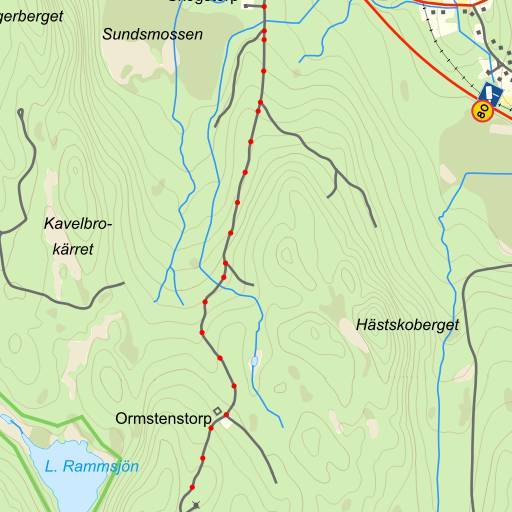 gerberget
Sundsmossen
80
Kavelbro-
kärret
Hästskoberget
Ormstenstorp
L. Rammsjön